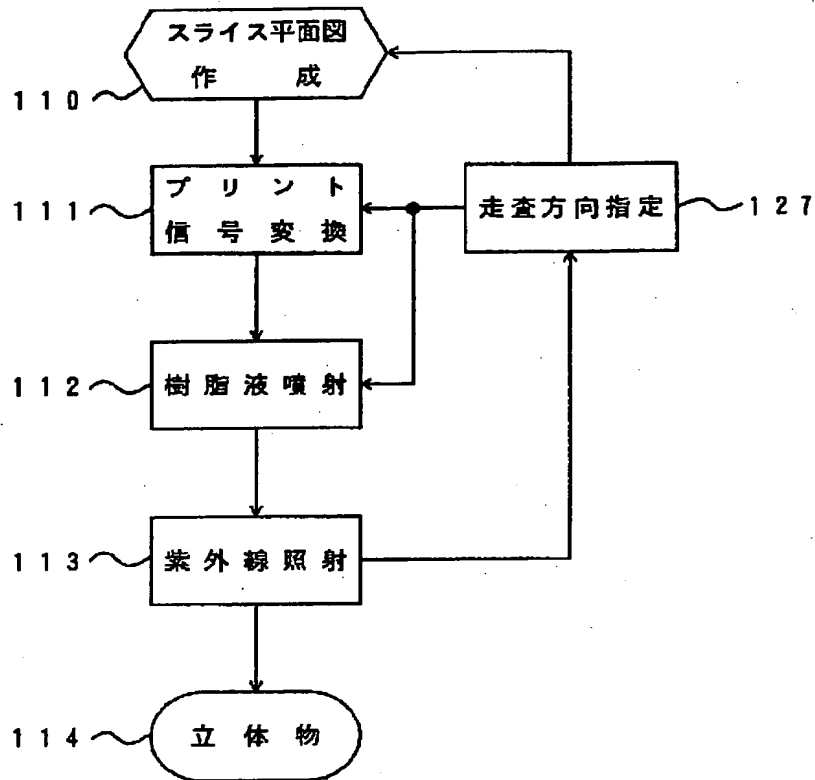 スライス平面図
作成
110
プリント
信号変換
111
走査方向指定
127
樹脂液噴射
112
紫外線照射
113
立体物
114